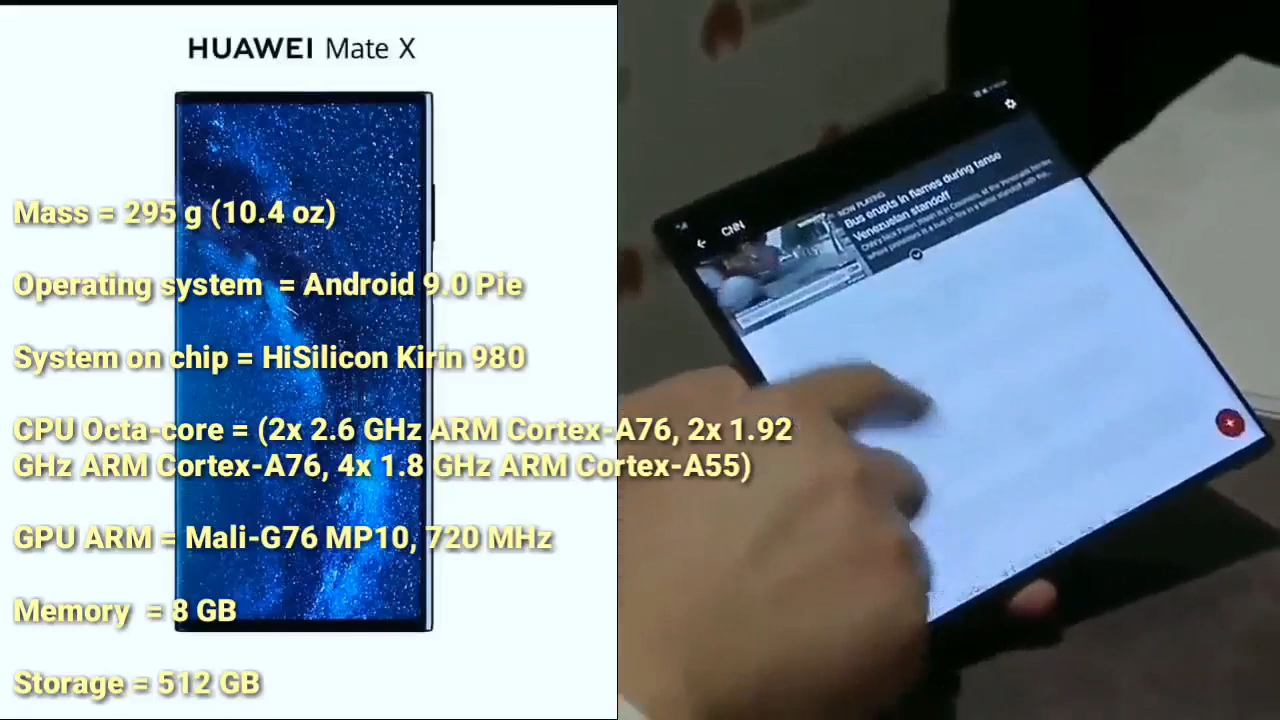 HUAWEI Mate X
Mass = 295 g (10.4 oz)
Operating system = Android 9.0 Pie
System on chip = HiSilicon Kirin 980
CPU Octa-core = (2x 2.6 GHz ARM Cortex-A76, 2x 1.92
GHz ARM Cortex-A76, 4x 1.8 GHz ARM Cortex-A55)
GPU ARM = Mali-G76 MP10, 720 MHz
Memory = 8 GB
Storage = 512 GB
CNN
NOW PLAYING
Bus erupts in flames during tense
Venezuelan standoff